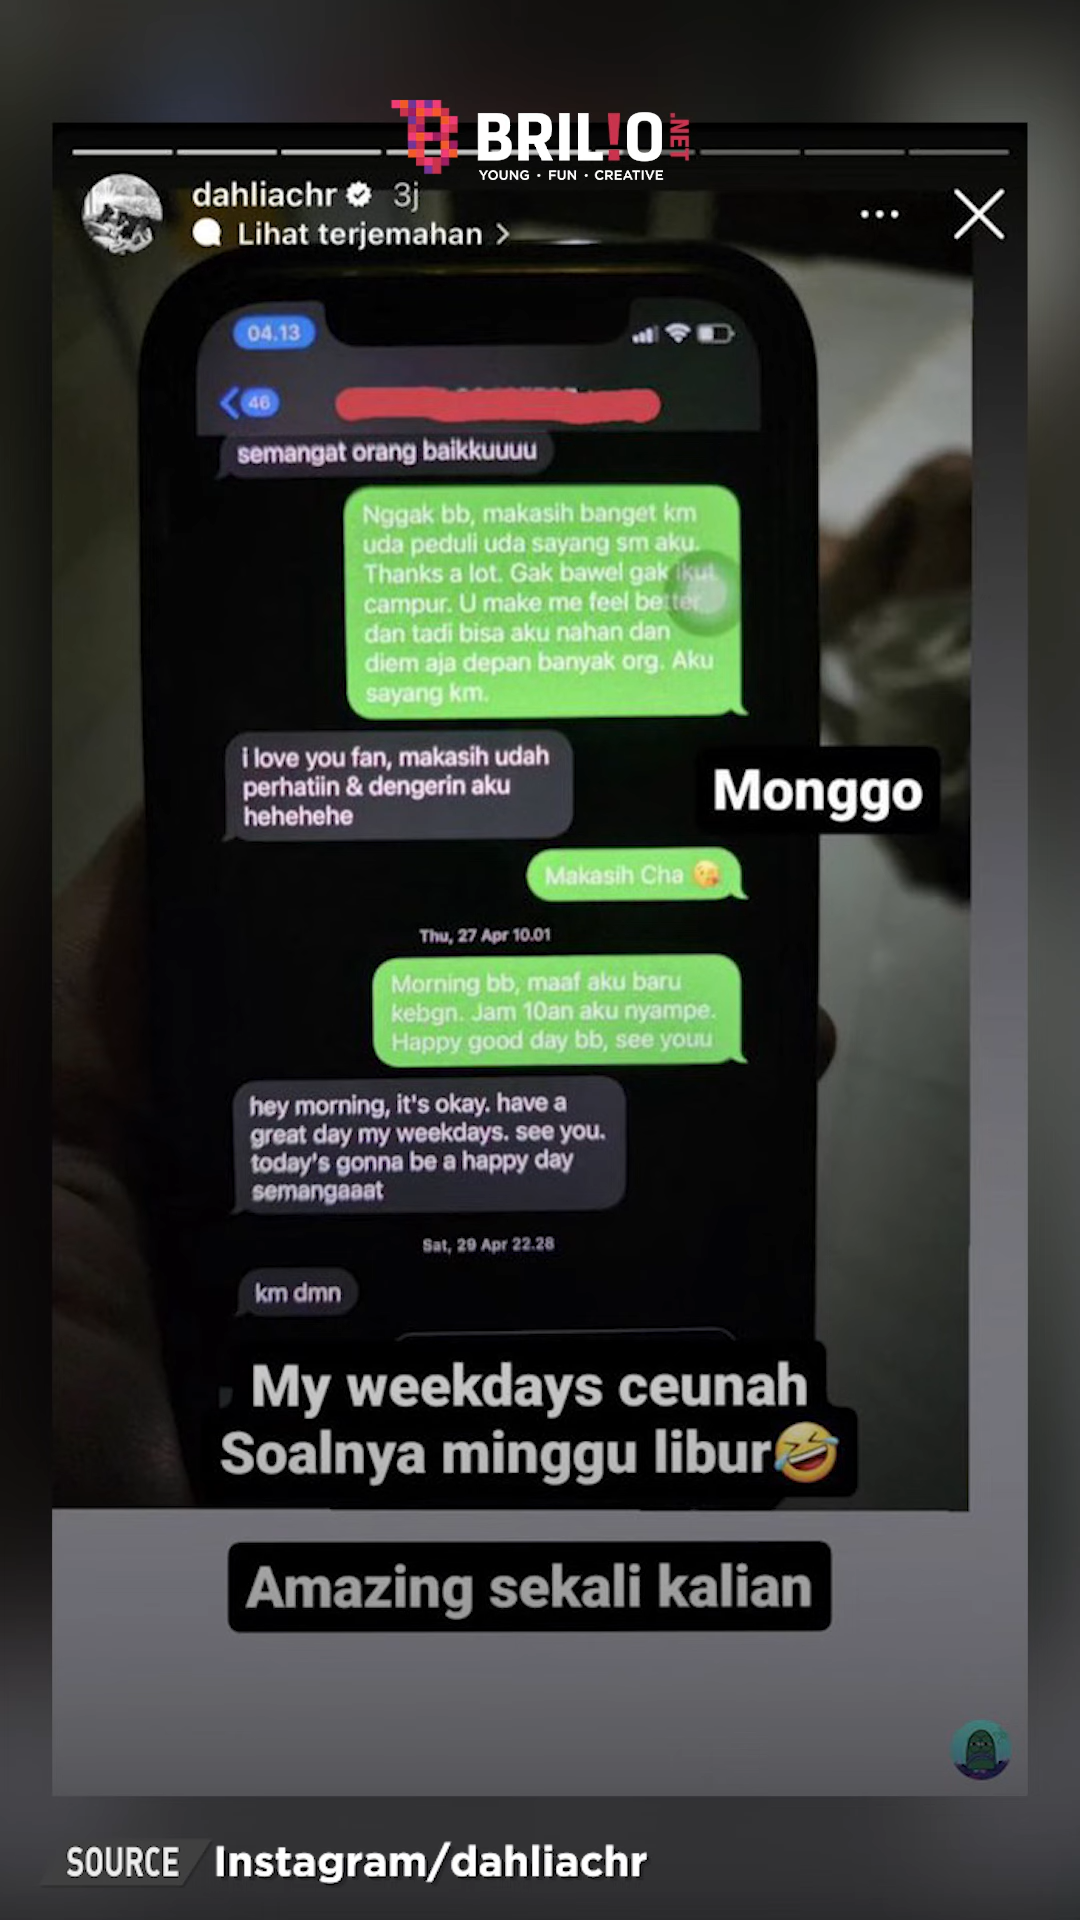 BRIL!O.NET
YOUNG · FUN · CREATIVE
dahliachr 3j
Lihat terjemahan >
04.13
46
semangat orang baikkuuuu
Nggak bb, makasih banget km
uda peduli uda sayang sm aku.
Thanks a lot. Gak bawel gak ikut
campur. U make me feel better
dan tadi bisa aku nahan dan
diem aja depan banyak org. Aku
sayang km.
i love you fan, makasih udah
perhatiin & dengerin aku
hehehehe
Monggo
Makasih Cha 😘
Thu, 27 Apr 10.01
Morning bb, maaf aku baru
kebgn. Jam 10an aku nyampe.
Happy good day bb, see youu
hey morning, it's okay. have a
great day my weekdays. see you.
today's gonna be a happy day
semangaaat
Sat, 29 Apr 22.28
km dmn
My weekdays ceunah
Soalnya minggu libur🤣
Amazing sekali kalian
SOURCE Instagram/dahliachr